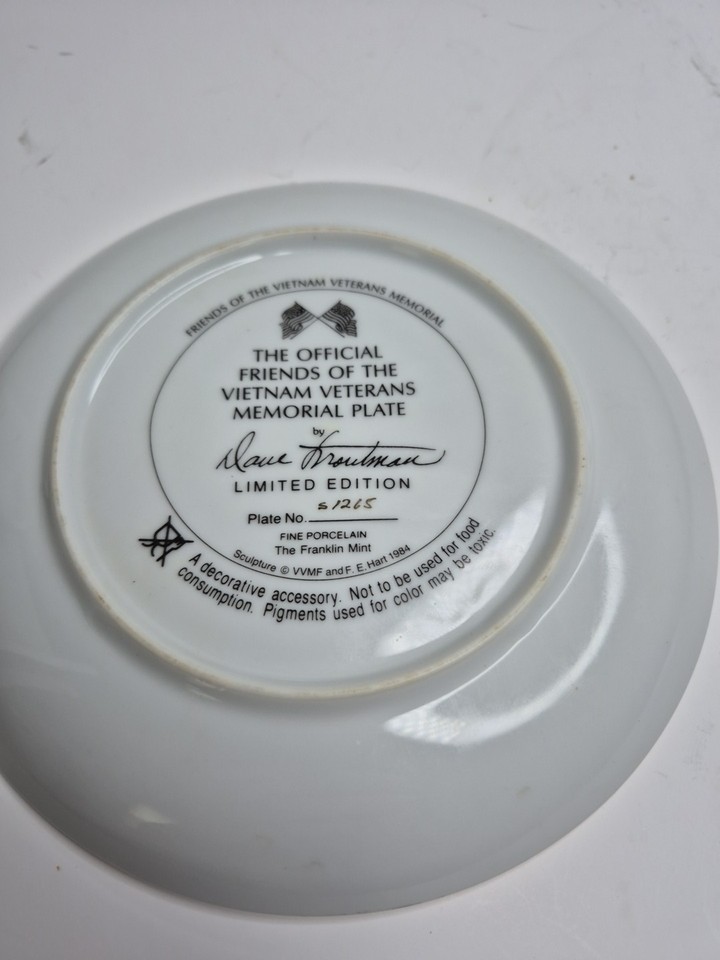 FRIENDS OF THE VIETNAM VETERANS MEMORIAL
THE OFFICIAL
FRIENDS OF THE
VIETNAM VETERANS
MEMORIAL PLATE
by
Dave Troutman
LIMITED EDITION
Plate No. S1265
FINE PORCELAIN
The Franklin Mint
Sculpture © VVMF and F. E. Hart 1984
A decorative accessory. Not to be used for food
consumption. Pigments used for color may be toxic.